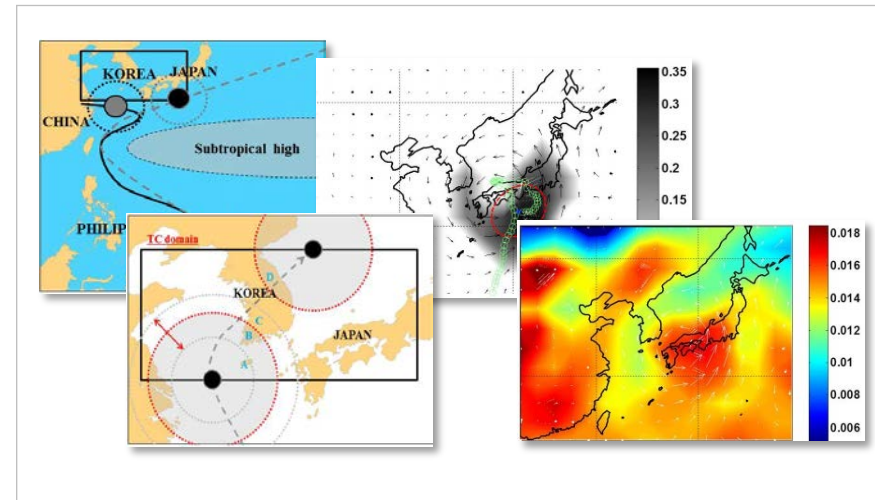 KOREA
JAPAN
CHINA
Subtropical high
PHILIP
0.35
0.3
0.25
0.2
0.15
TC domain
D
KOREA
C
B
JAPAN
A
0.018
0.016
0.014
0.012
0.010
0.008
0.006